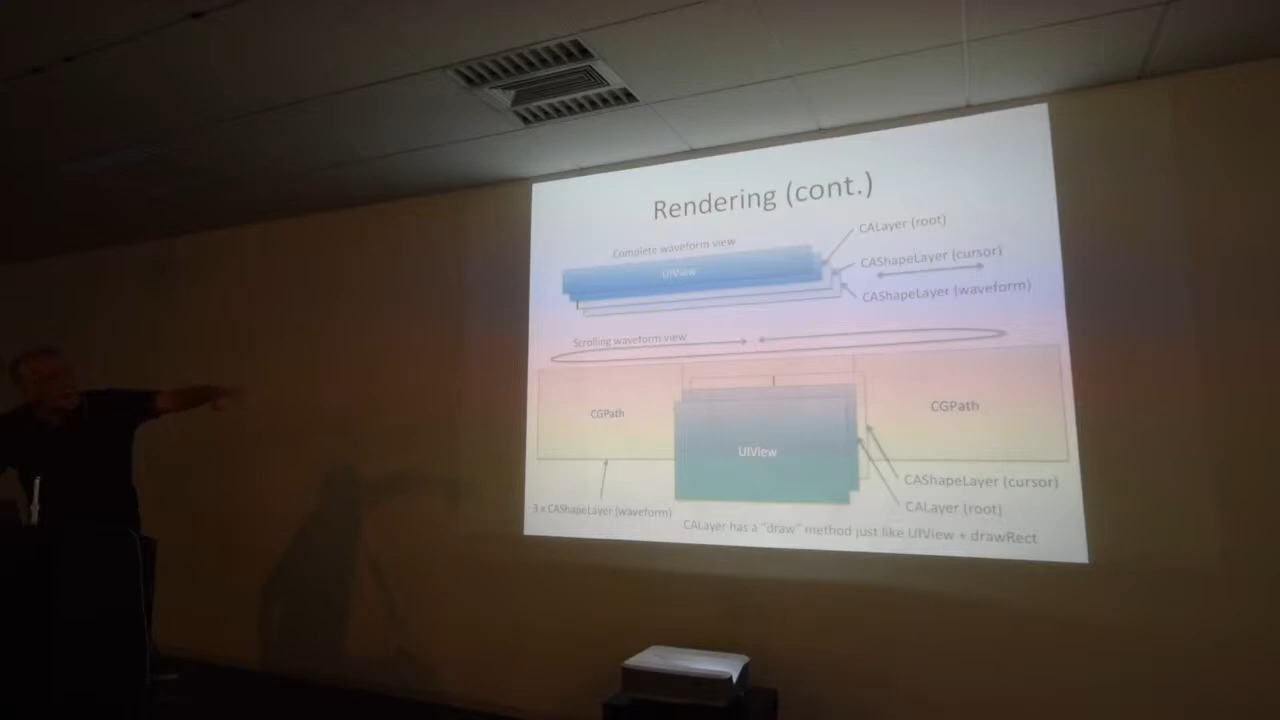 Rendering (cont.)
CALayer (root)
Complete waveform view
UIView
CAShapeLayer (cursor)
CAShapeLayer (waveform)
Scrolling waveform view
CGPath
CGPath
UIView
CAShapeLayer (cursor)
CALayer (root)
3 x CAShapeLayer (waveform)
CALayer has a "draw" method just like UIView + drawRect